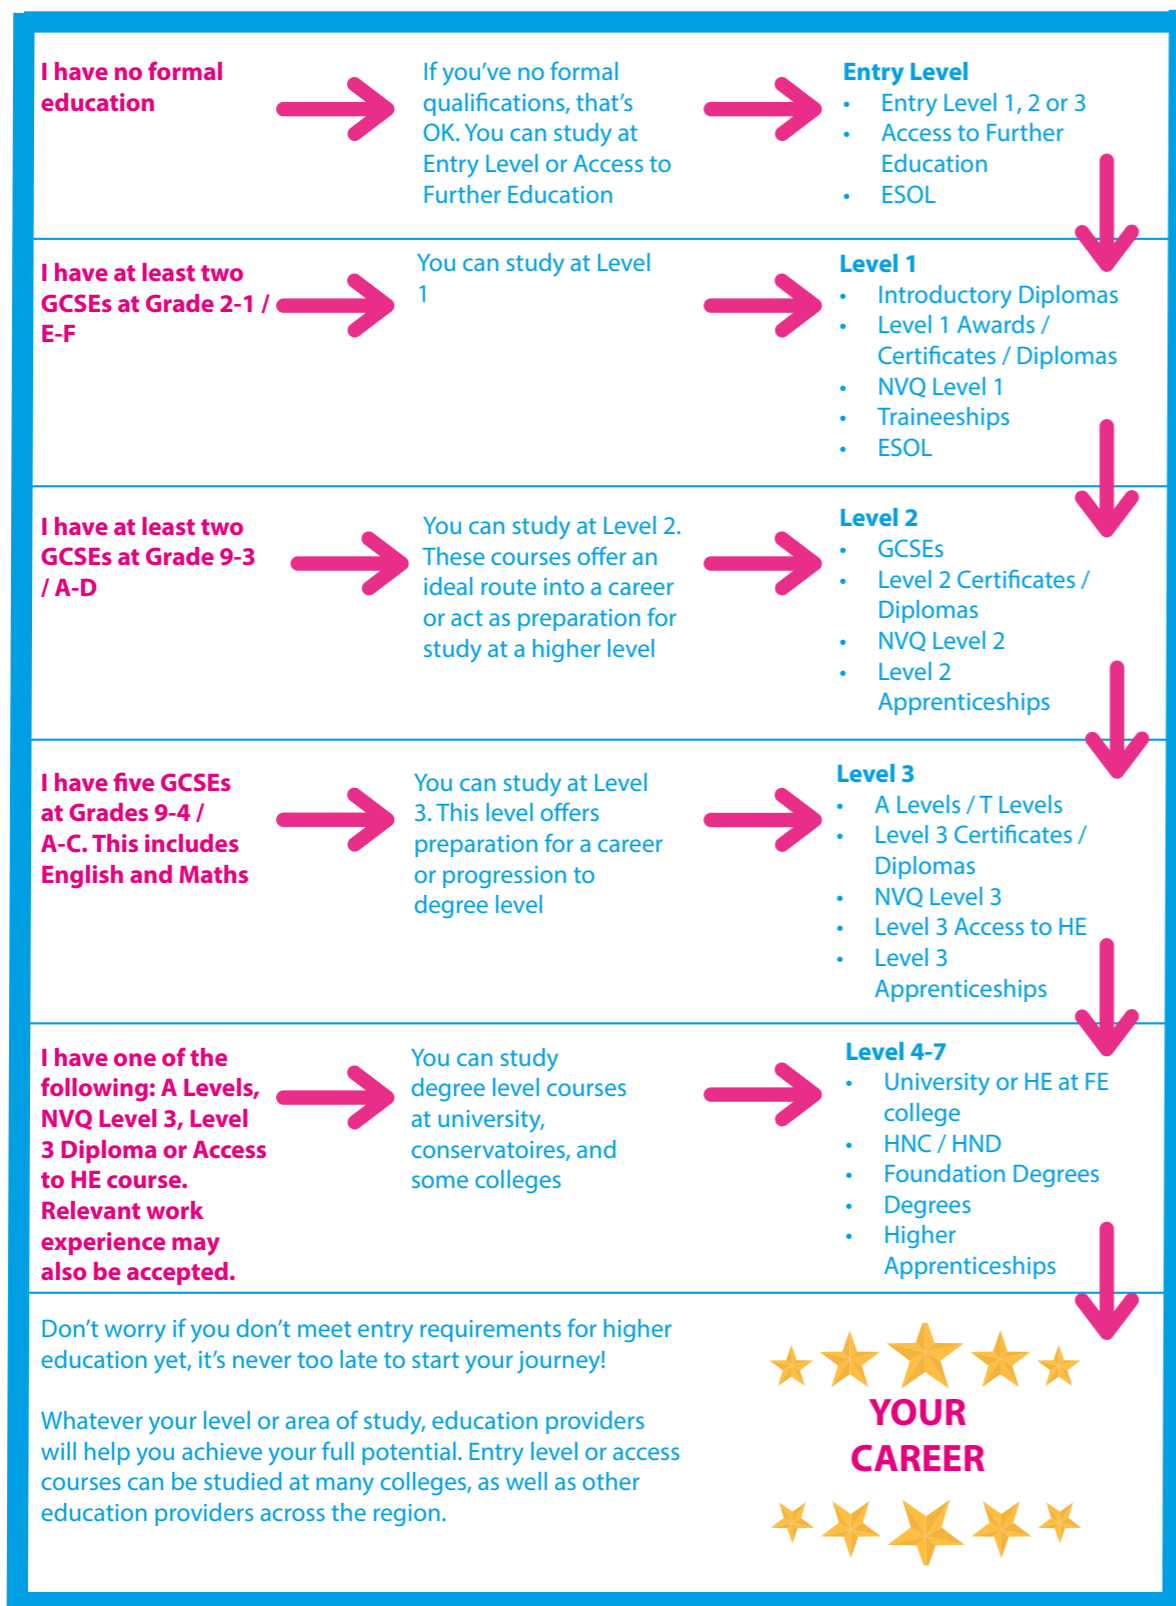 I have no formal
education
If you've no formal
qualifications, that's
OK. You can study at
Entry Level or Access to
Further Education
Entry Level
• Entry Level 1, 2 or 3
• Access to Further
Education
• ESOL
I have at least two
GCSEs at Grade 2-1 /
E-F
You can study at Level
1
Level 1
• Introductory Diplomas
• Level 1 Awards /
Certificates / Diplomas
• NVQ Level 1
• Traineeships
• ESOL
I have at least two
GCSEs at Grade 9-3
/ A-D
You can study at Level 2.
These courses offer an
ideal route into a career
or act as preparation for
study at a higher level
Level 2
• GCSEs
• Level 2 Certificates /
Diplomas
• NVQ Level 2
• Level 2
Apprenticeships
I have five GCSEs
at Grades 9-4 /
A-C. This includes
English and Maths
You can study at Level
3. This level offers
preparation for a career
or progression to
degree level
Level 3
• A Levels / T Levels
• Level 3 Certificates /
Diplomas
• NVQ Level 3
• Level 3 Access to HE
• Level 3
Apprenticeships
I have one of the
following: A Levels,
NVQ Level 3, Level
3 Diploma or Access
to HE course.
Relevant work
experience may
also be accepted.
You can study
degree level courses
at university,
conservatoires, and
some colleges
Level 4-7
• University or HE at FE
college
• HNC / HND
• Foundation Degrees
• Degrees
• Higher
Apprenticeships
Don't worry if you don't meet entry requirements for higher
education yet, it's never too late to start your journey!
Whatever your level or area of study, education providers
will help you achieve your full potential. Entry level or access
courses can be studied at many colleges, as well as other
education providers across the region.
YOUR
CAREER